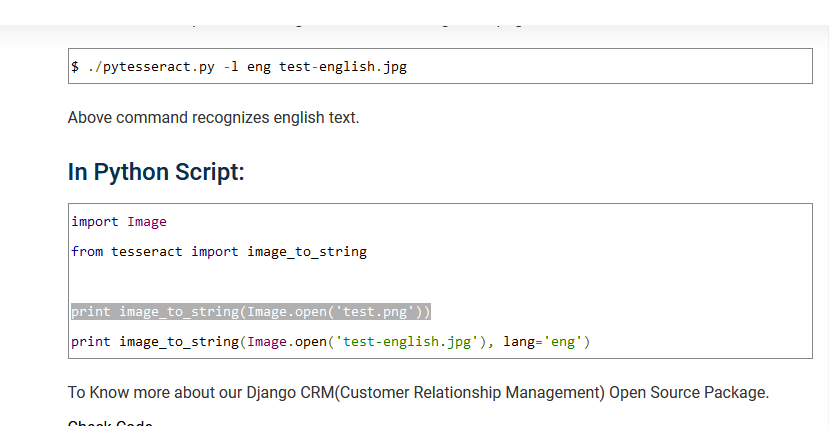 $ ./pytesseract.py -l eng test-english.jpg
Above command recognizes english text.
In Python Script:
import Image
from tesseract import image_to_string
print image_to_string(Image.open('test.png'))
print image_to_string(Image.open('test-english.jpg'), lang='eng')
To Know more about our Django CRM(Customer Relationship Management) Open Source Package.
Check Code